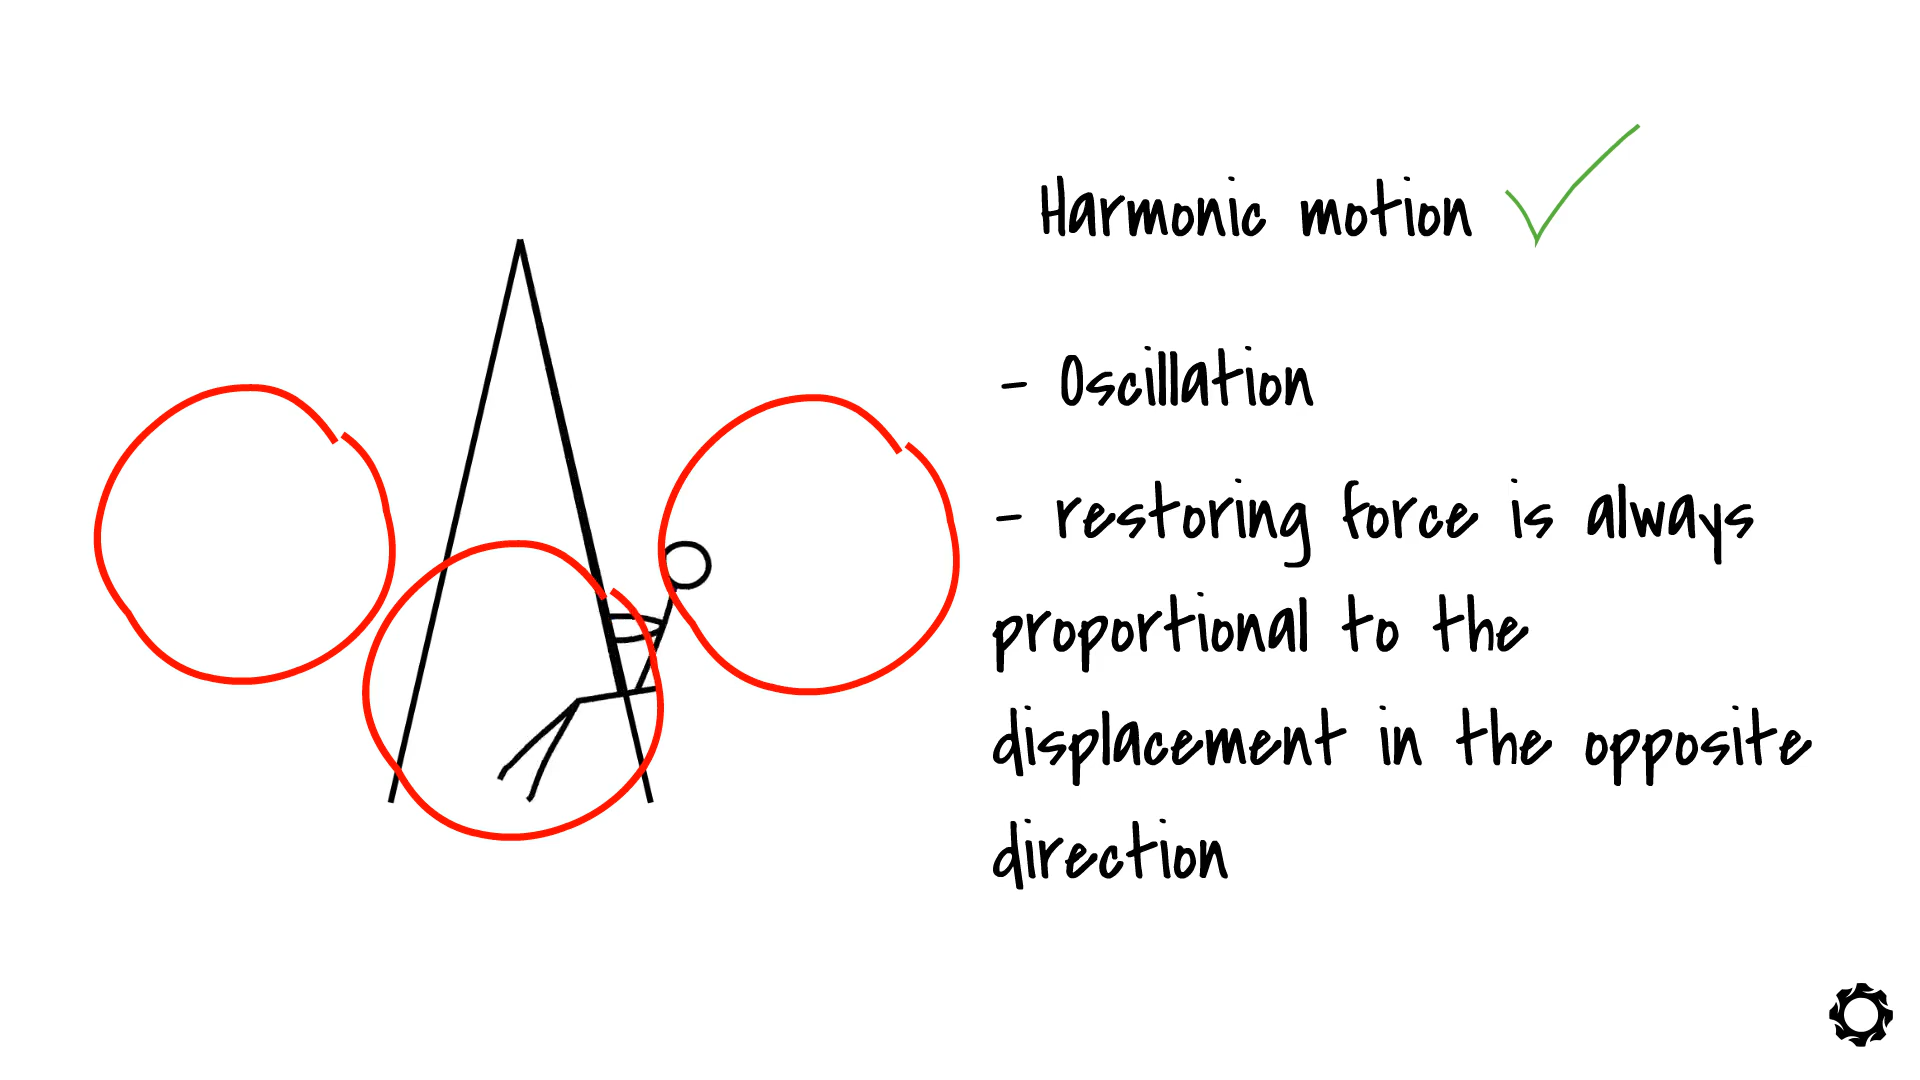 Harmonic motion
- Oscillation
- restoring force is always
proportional to the
displacement in the opposite
direction